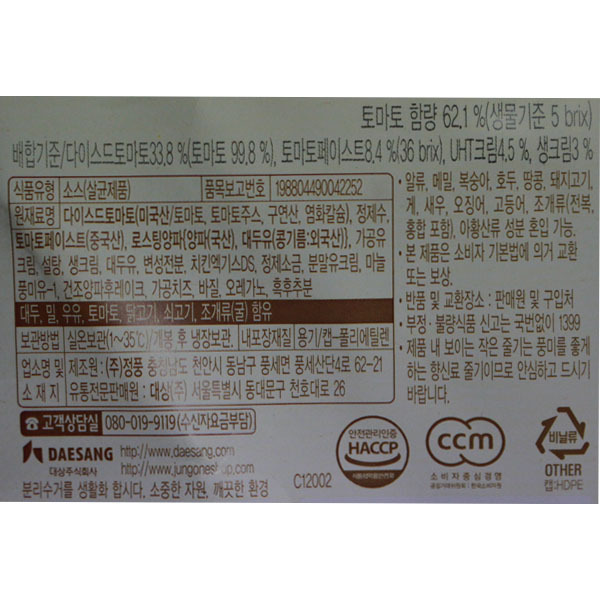 토마토 함량 62.1 %(생물기준 5 brix)
배합기준/다이스드토마토33.8 %(토마토 99.8 %), 토마토페이스트8.4 %(36 brix), UHT크림4.5 %, 생크림3 %
식품유형 소스(살균제품) 품목보고번호 198804490042252
원재료명 다이스드토마토(미국산/토마토, 토마토주스, 구연산, 염화칼슘), 정제수,
토마토페이스트(중국산), 로스팅양파{양파(국산), 대두유(콩기름:외국산)}, 가공유
크림, 설탕, 생크림, 대두유, 변성전분, 치킨엑기스DS, 정제소금, 분말유크림, 마늘
풍미유-1, 건조양파후레이크, 가공치즈, 바질, 오레가노, 흑후추분
대두, 밀, 우유, 토마토, 닭고기, 쇠고기, 조개류(굴) 함유
보관방법 실온보관(1~35℃)/개봉 후 냉장보관. 내포장재질 용기/캡-폴리에틸렌
업소명 및 제조원 : (주)정풍 충청남도 천안시 동남구 풍세면 풍세산단4로 62-21
소 재 지 유통전문판매원 : 대상(주) 서울특별시 동대문구 천호대로 26
• 알류, 메밀, 복숭아, 호두, 땅콩, 돼지고기,
게, 새우, 오징어, 고등어, 조개류(전복,
홍합 포함), 아황산류 성분 혼입 가능.
• 본 제품은 소비자 기본법에 의거 교환
또는 보상.
• 반품 및 교환장소 : 판매원 및 구입처
• 부정·불량식품 신고는 국번없이 1399
• 제품 내 보이는 작은 줄기는 풍미를 좋게
하는 향신료 줄기이므로 안심하고 드시기
바랍니다.
고객상담실 080-019-9119 (수신자요금부담)
DAESANG http://www.daesang.com
대상주식회사 http://www.jungonestop.com
분리수거를 생활화 합시다. 소중한 자원, 깨끗한 환경
C12002
안전관리인증
HACCP
식품의약품안전처
ccm
소비자중심경영
공정거래위원회 한국소비자원
비닐류
OTHER
캡:HDPE